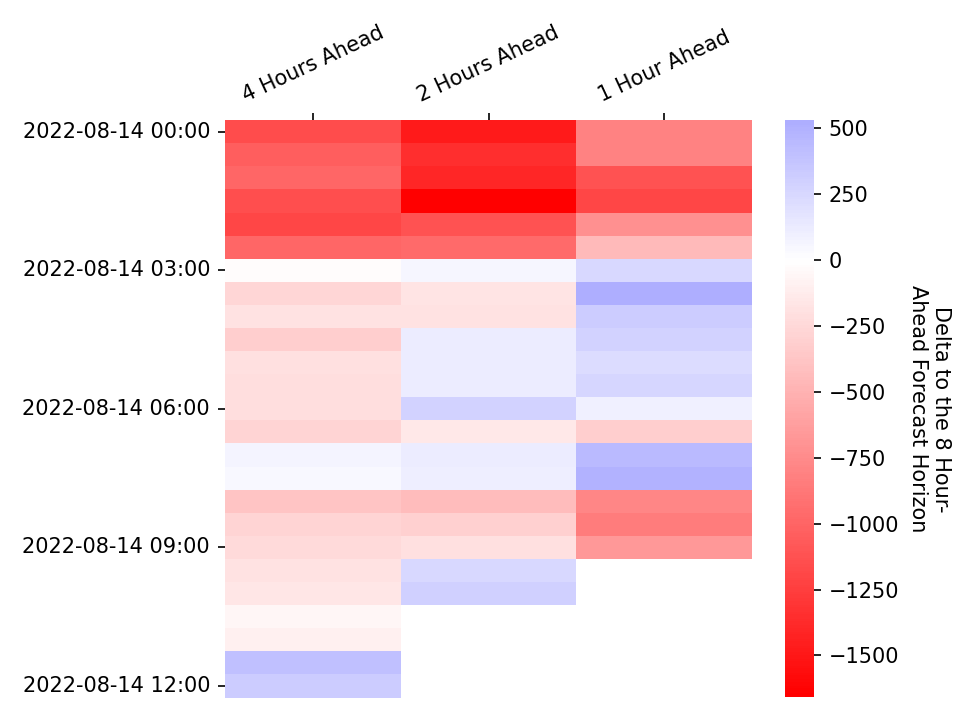 4 Hours Ahead
2 Hours Ahead
1 Hour Ahead
2022-08-14 00:00
2022-08-14 03:00
2022-08-14 06:00
2022-08-14 09:00
2022-08-14 12:00
500
250
0
−250
−500
−750
−1000
−1250
−1500
Delta to the 8 Hour-
Ahead Forecast Horizon